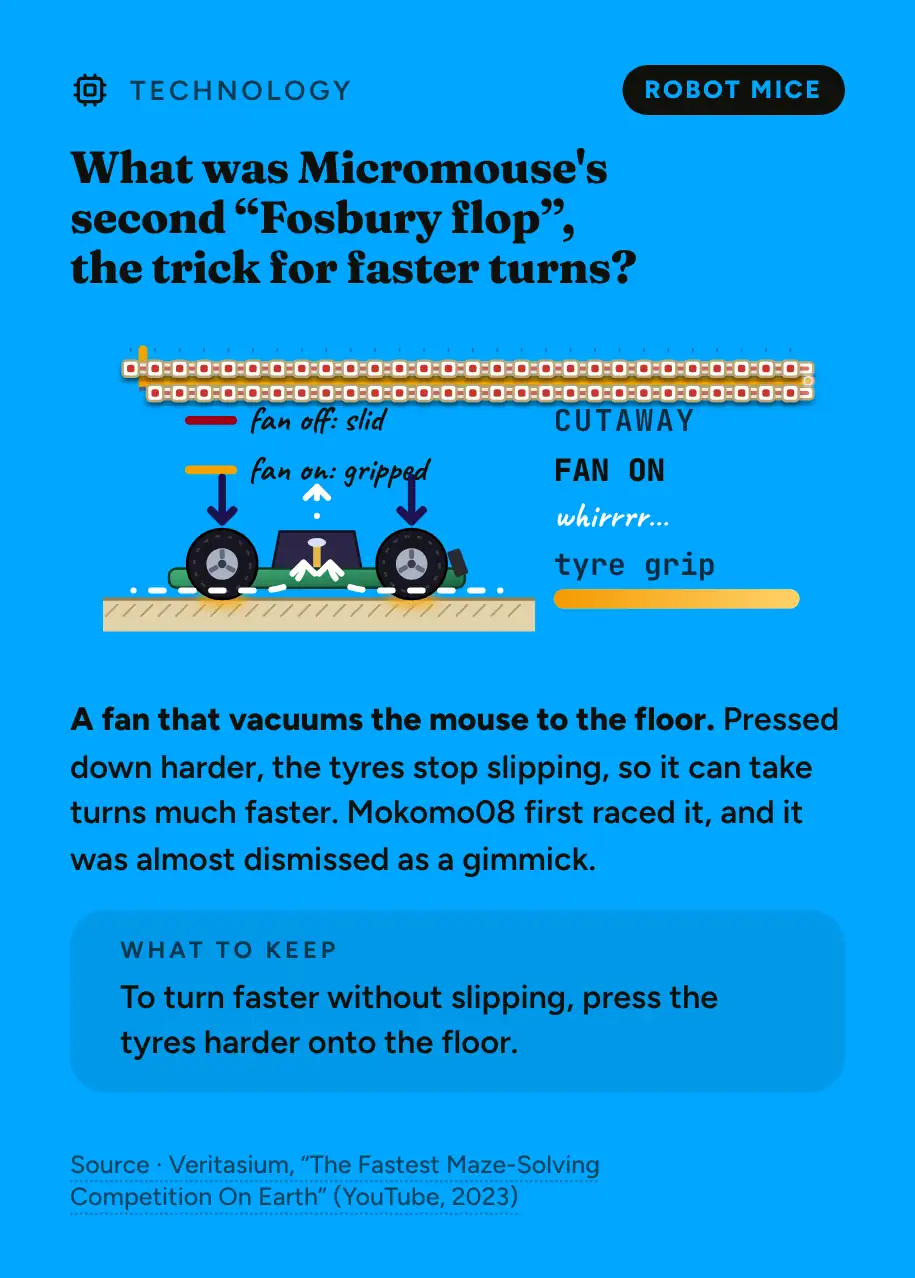 TECHNOLOGY
ROBOT MICE
What was Micromouse's
second “Fosbury flop”,
the trick for faster turns?
fan off: slid
CUTAWAY
fan on: gripped
FAN ON
whirrrr...
tyre grip
A fan that vacuums the mouse to the floor. Pressed
down harder, the tyres stop slipping, so it can take
turns much faster. Mokomo08 first raced it, and it
was almost dismissed as a gimmick.
WHAT TO KEEP
To turn faster without slipping, press the
tyres harder onto the floor.
Source · Veritasium, “The Fastest Maze-Solving
Competition On Earth” (YouTube, 2023)